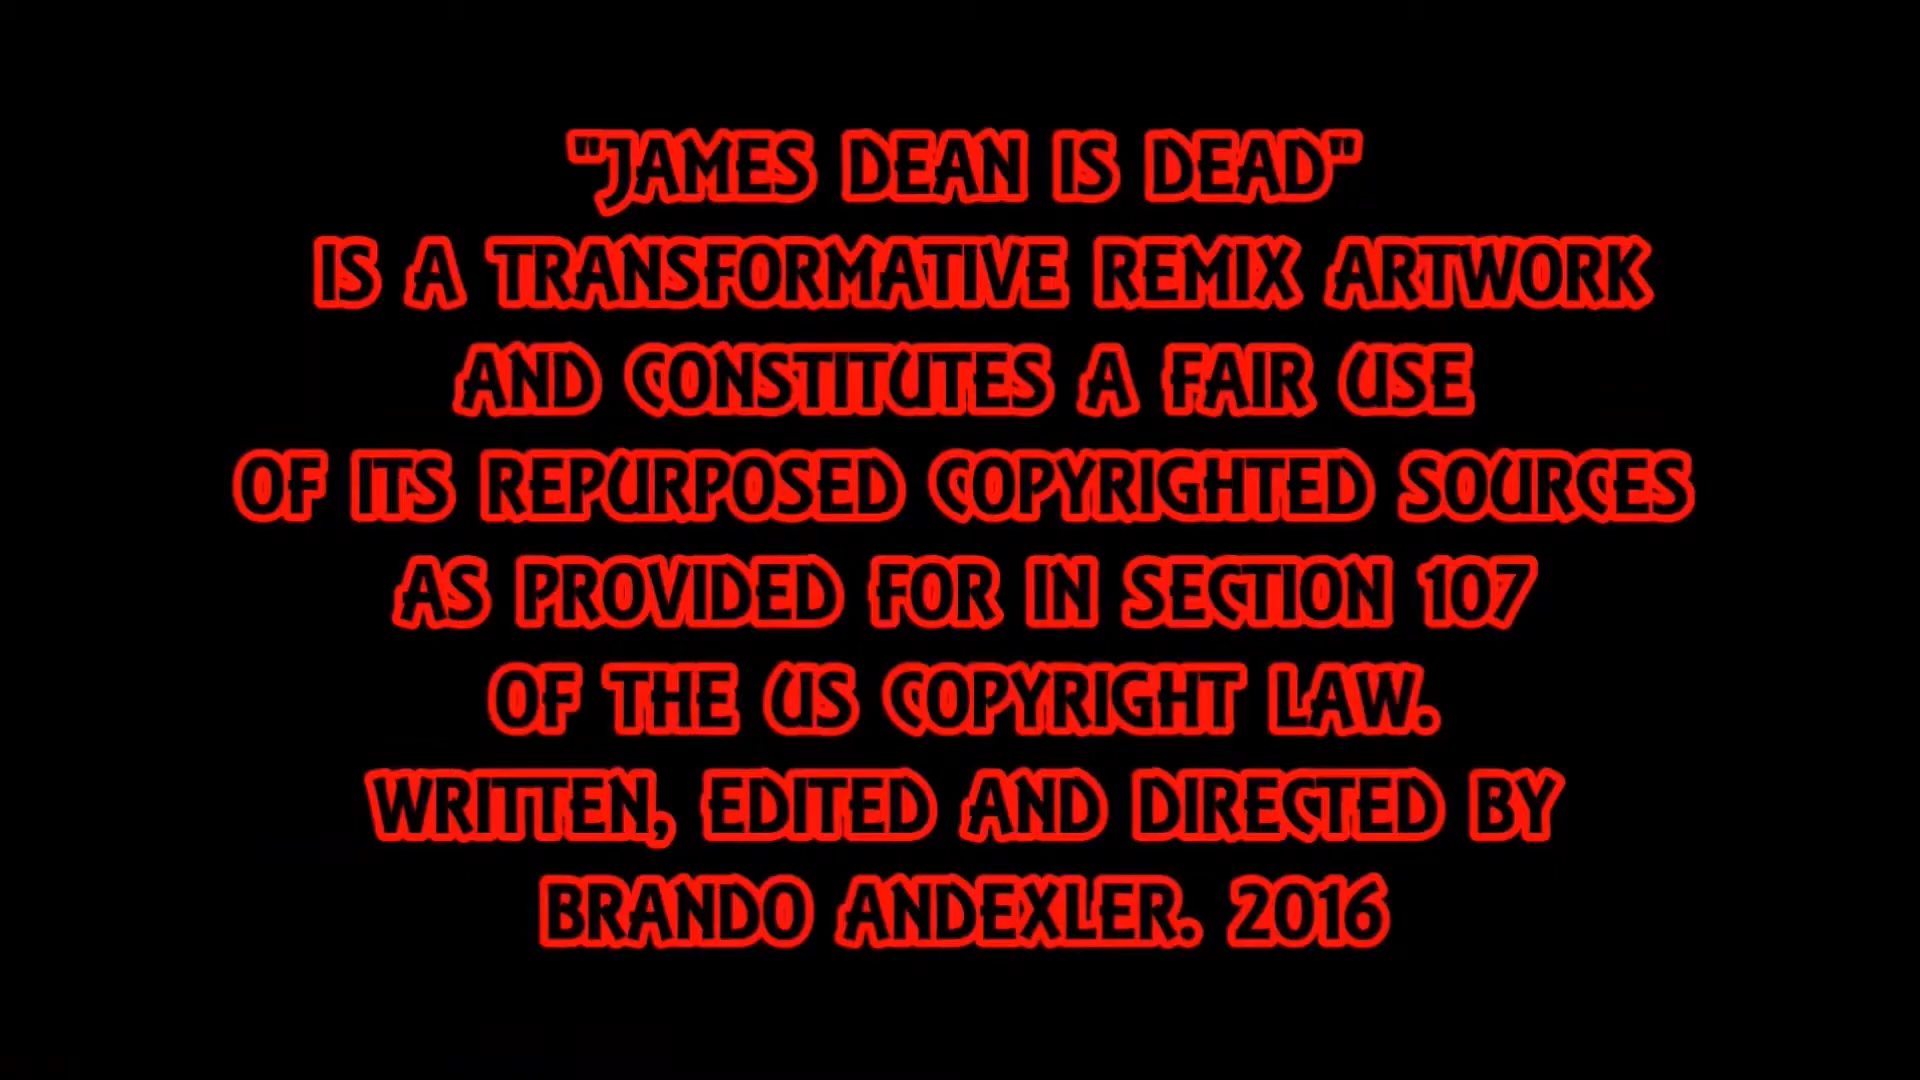 "JAMES DEAN IS DEAD"
IS A TRANSFORMATIVE REMIX ARTWORK
AND CONSTITUTES A FAIR USE
OF ITS REPURPOSED COPYRIGHTED SOURCES
AS PROVIDED FOR IN SECTION 107
OF THE US COPYRIGHT LAW.
WRITTEN, EDITED AND DIRECTED BY
BRANDO ANDEXLER. 2016